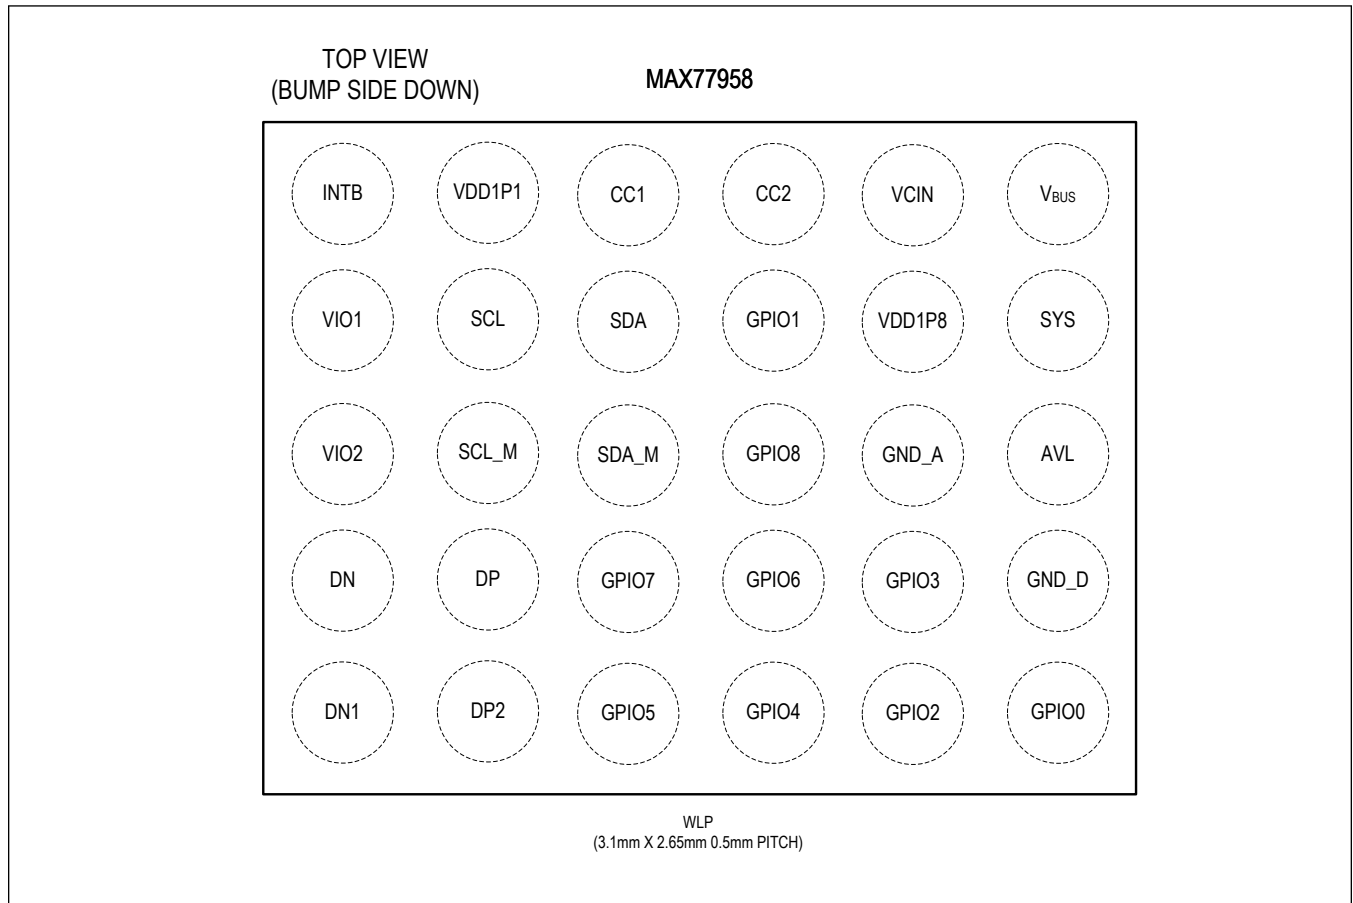 TOP VIEW
(BUMP SIDE DOWN)
MAX77958
INTB VDD1P1 CC1 CC2 VCIN VBUS
VIO1 SCL SDA GPIO1 VDD1P8 SYS
VIO2 SCL_M SDA_M GPIO8 GND_A AVL
DN DP GPIO7 GPIO6 GPIO3 GND_D
DN1 DP2 GPIO5 GPIO4 GPIO2 GPIO0
WLP
(3.1mm X 2.65mm 0.5mm PITCH)